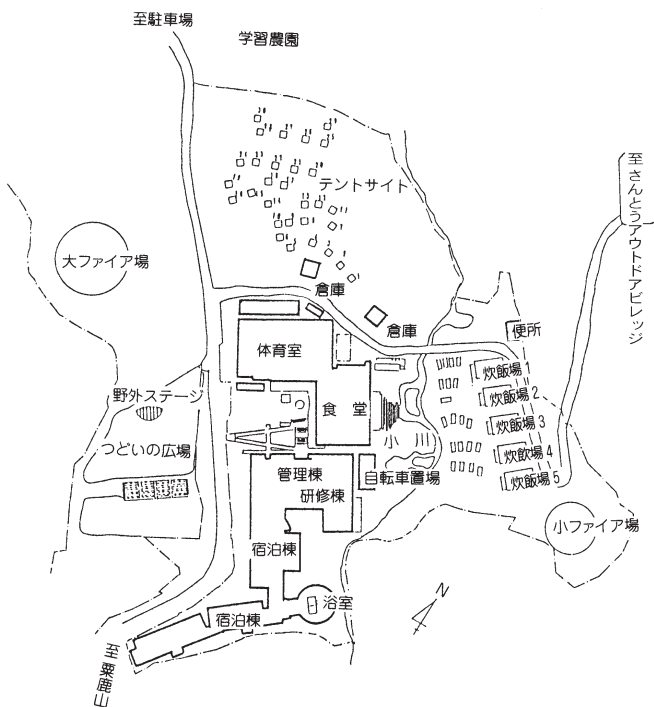 至駐車場
学習農園
テントサイト
至さんとうアウトドアビレッジ
大ファイア場
倉庫
倉庫
便所
体育室
炊飯場1
野外ステージ
食堂
炊飯場2
小川
炊飯場3
つどいの広場
炊飯場4
管理棟
自転車置場
炊飯場5
研修棟
小ファイア場
宿泊棟
浴室
N
宿泊棟
至粟鹿山